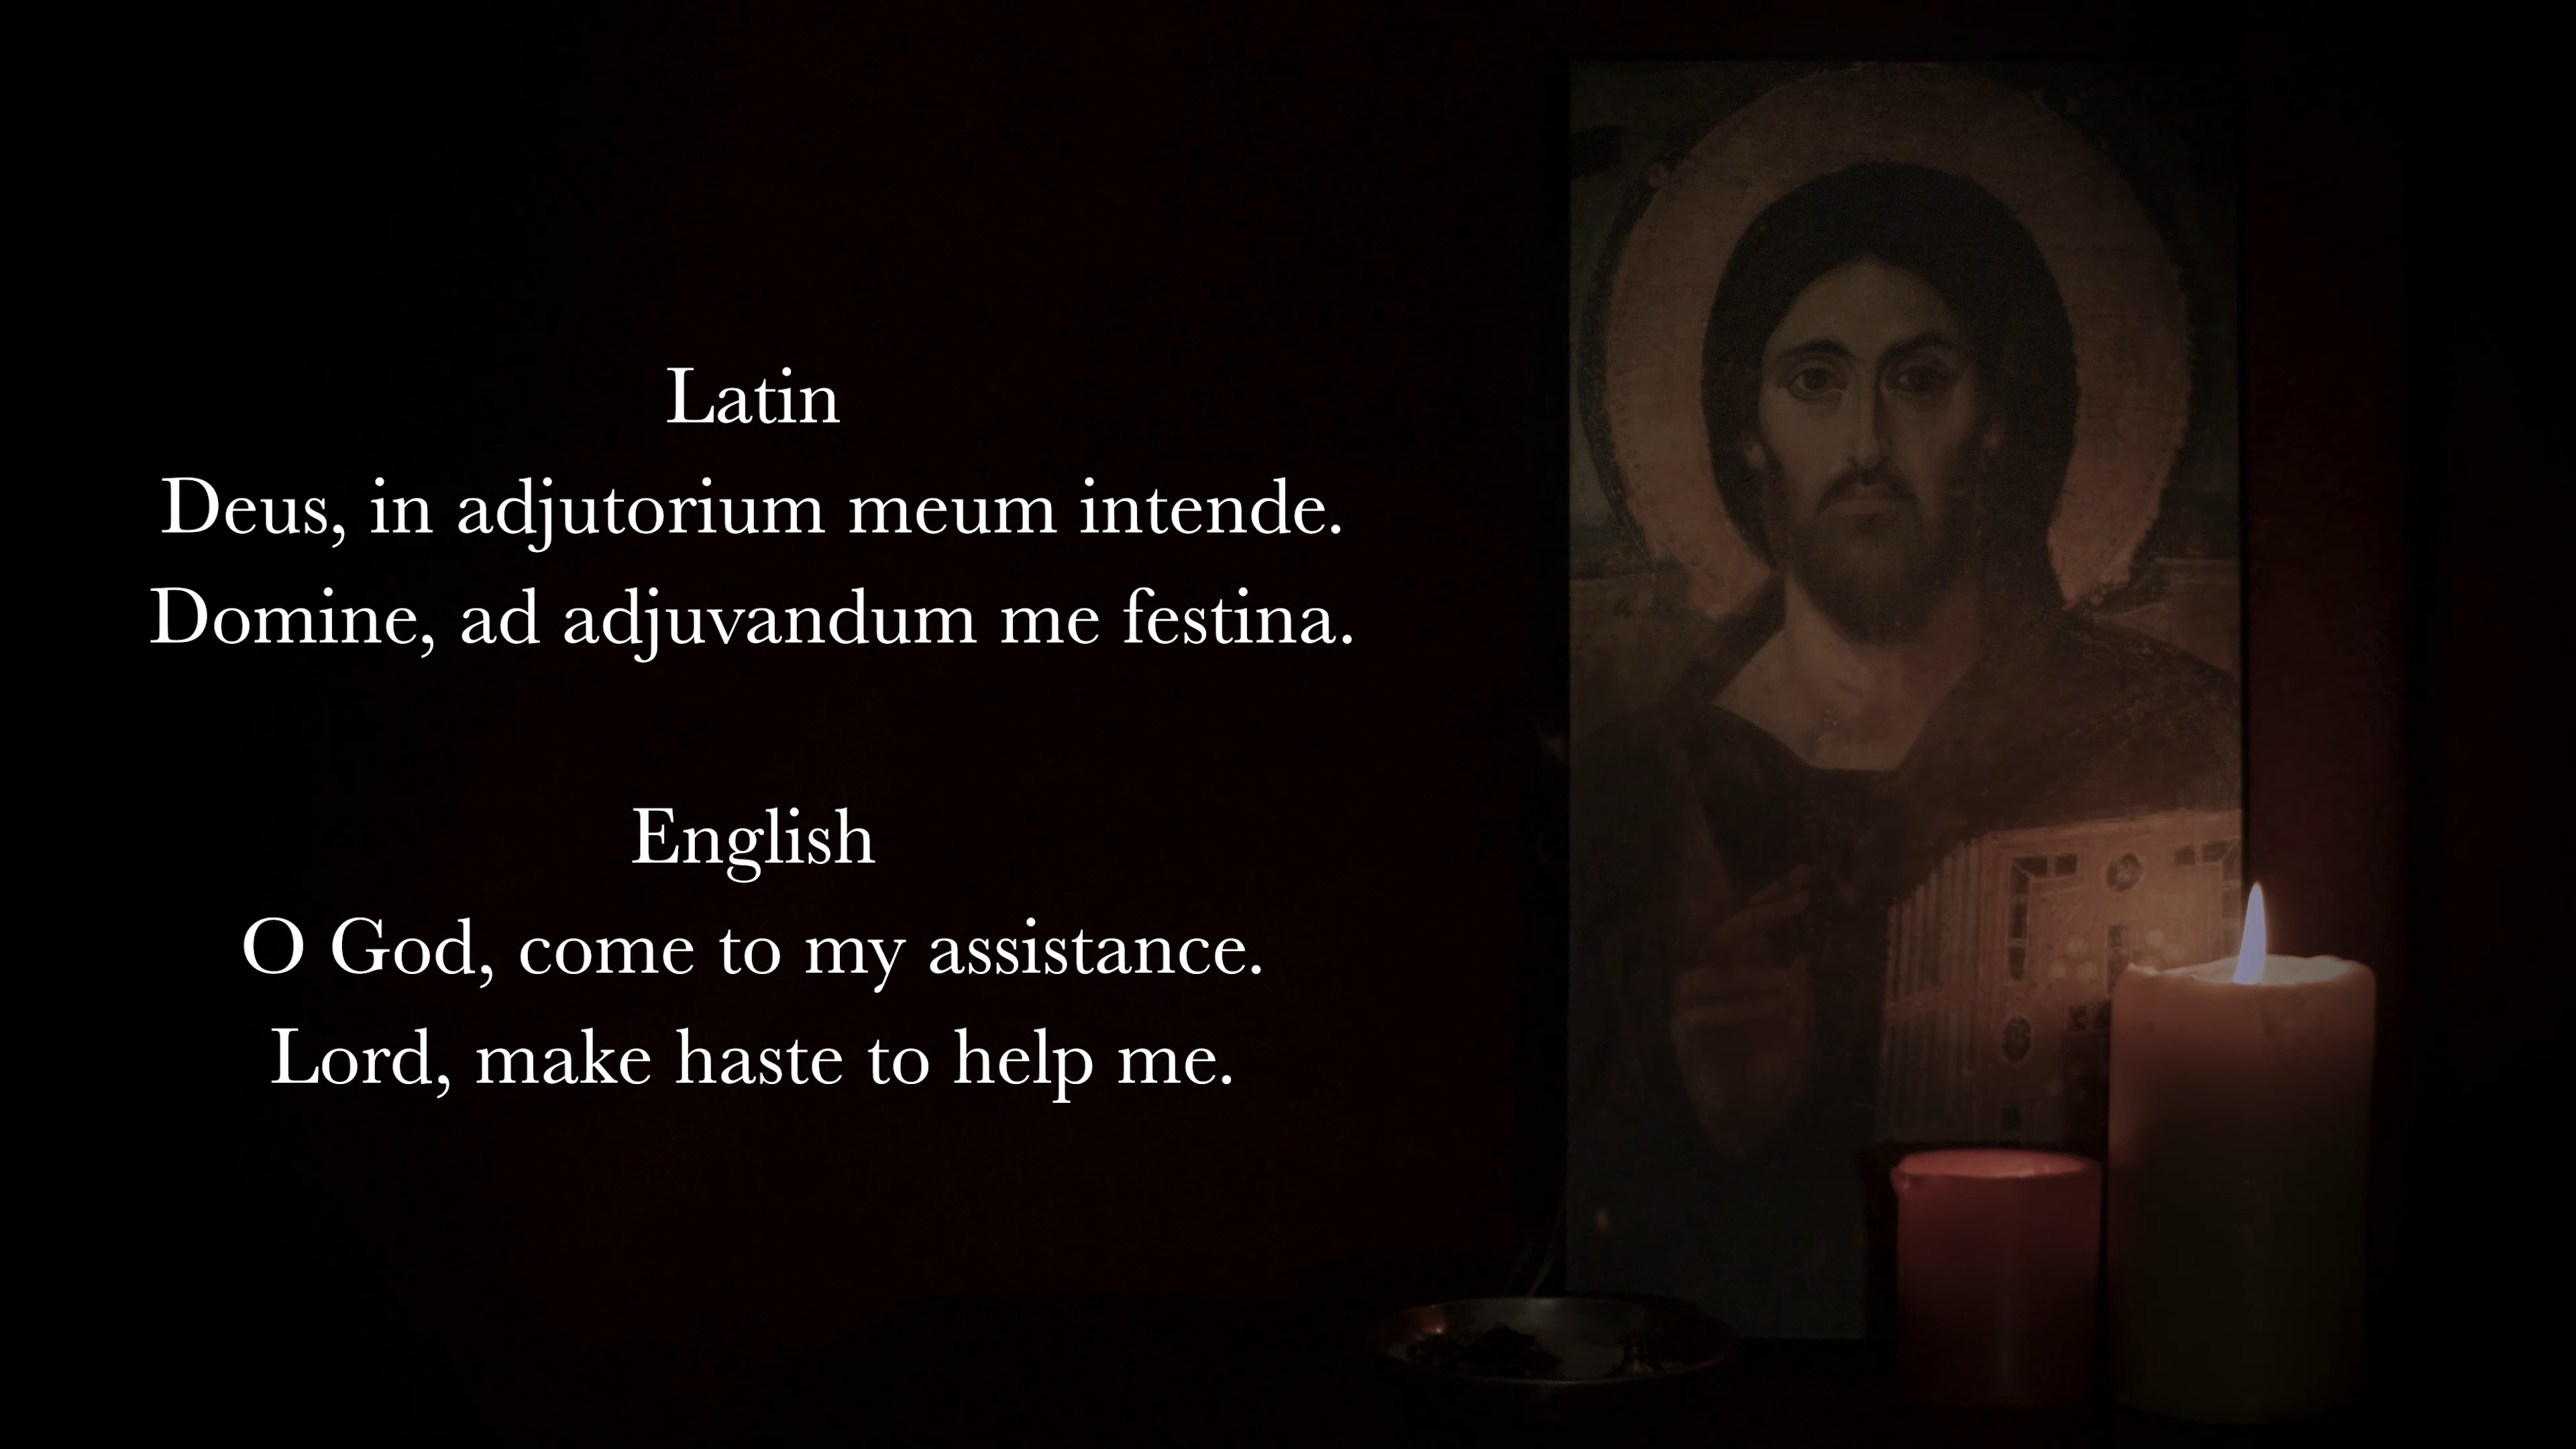 Latin
Deus, in adjutorium meum intende.
Domine, ad adjuvandum me festina.
English
O God, come to my assistance.
Lord, make haste to help me.